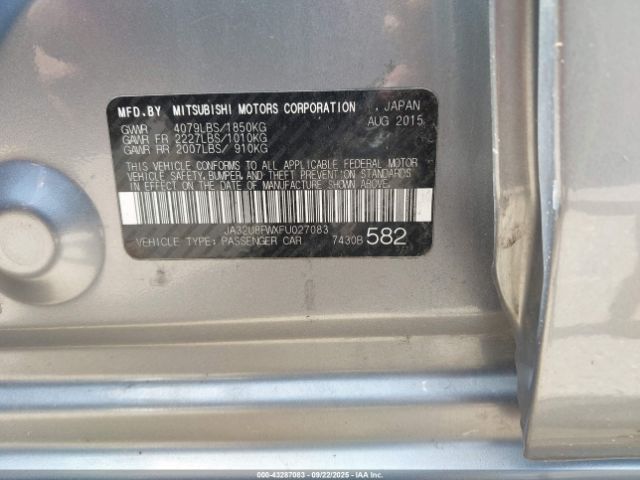 MFD.BY MITSUBISHI MOTORS CORPORATION . JAPAN
GVWR 4079LBS/1850KG AUG 2015
GAWR FR 2227LBS/1010KG
GAWR RR 2007LBS/ 910KG
THIS VEHICLE CONFORMS TO ALL APPLICABLE FEDERAL MOTOR
VEHICLE SAFETY, BUMPER, AND THEFT PREVENTION STANDARDS
IN EFFECT ON THE DATE OF MANUFACTURE SHOWN ABOVE.
JA32U8FWXFU027083
VEHICLE TYPE: PASSENGER CAR 7430B 582
000-43287083 - 09/22/2025 - IAA, Inc.